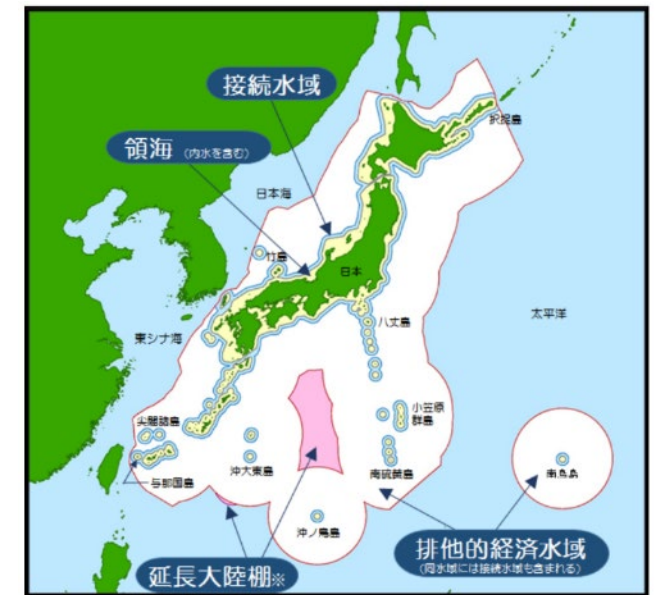 接続水域
領海 (内水を含む)
択捉島
日本海
竹島
日本
太平洋
東シナ海
八丈島
尖閣諸島
小笠原
群島
沖大東島
南硫黄島
南鳥島
与那国島
沖ノ鳥島
排他的経済水域
(同水域には接続水域も含まれる)
延長大陸棚※